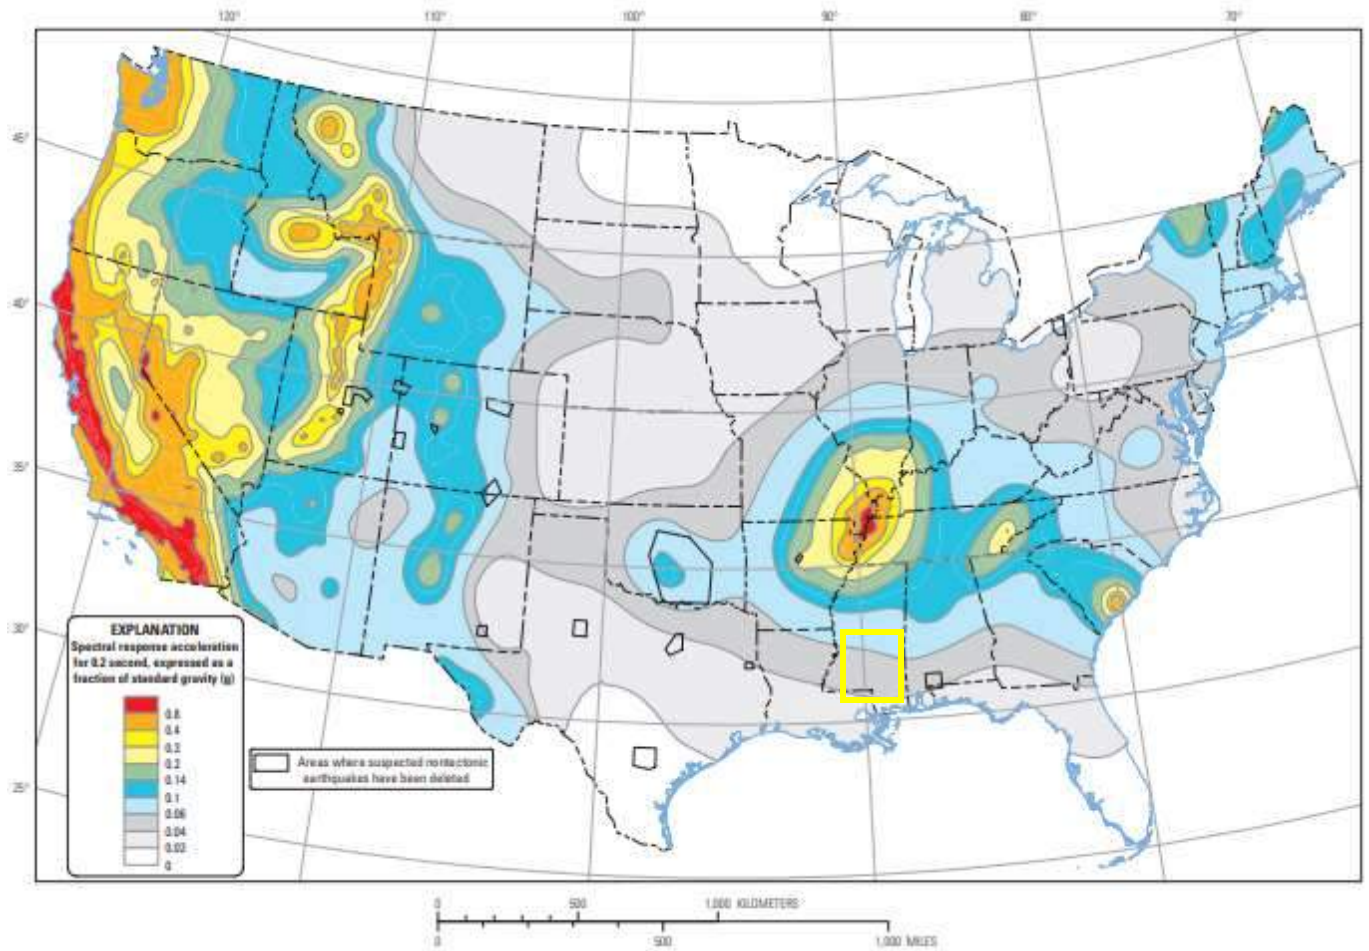 120° 110° 100° 90° 80° 70°
45°
40°
35°
30°
25°
EXPLANATION
Spectral response acceleration
for 0.2 second, expressed as a
fraction of standard gravity (g)
0.8
0.4
0.3
0.2
0.14
0.1
0.06
0.04
0.02
0
Areas where suspected nontectonic
earthquakes have been deleted
0 500 1,000 KILOMETERS
0 500 1,000 MILES